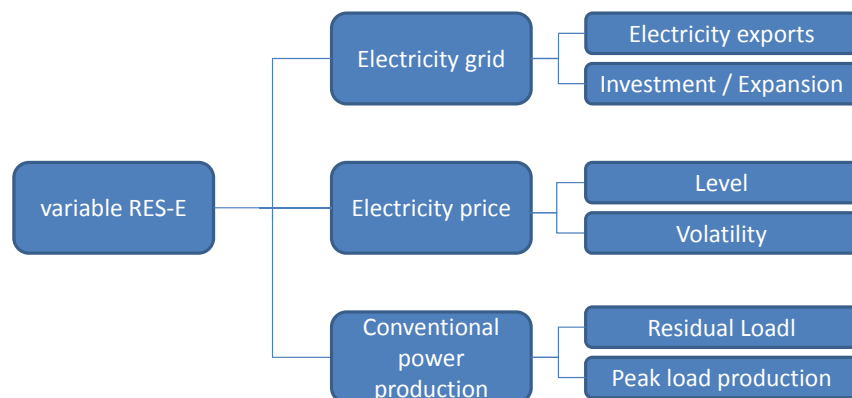 variable RES-E
Electricity grid
Electricity exports
Investment / Expansion
Electricity price
Level
Volatility
Conventional
power
production
Residual Loadl
Peak load production